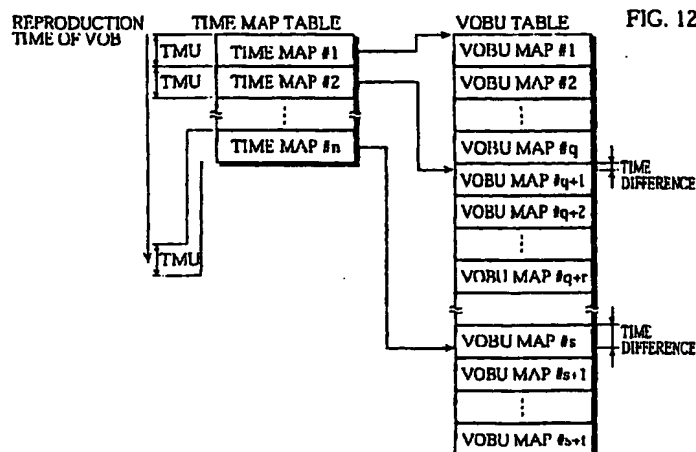 FIG. 12
REPRODUCTION
TIME OF VOB
TIME MAP TABLE
VOBU TABLE
TMU
TIME MAP #1
TMU
TIME MAP #2
TIME MAP #n
TMU
VOBU MAP #1
VOBU MAP #2
VOBU MAP #q
VOBU MAP #q+1
TIME
DIFFERENCE
VOBU MAP #q+2
VOBU MAP #q+r
VOBU MAP #s
TIME
DIFFERENCE
VOBU MAP #s+1
VOBU MAP #s+t